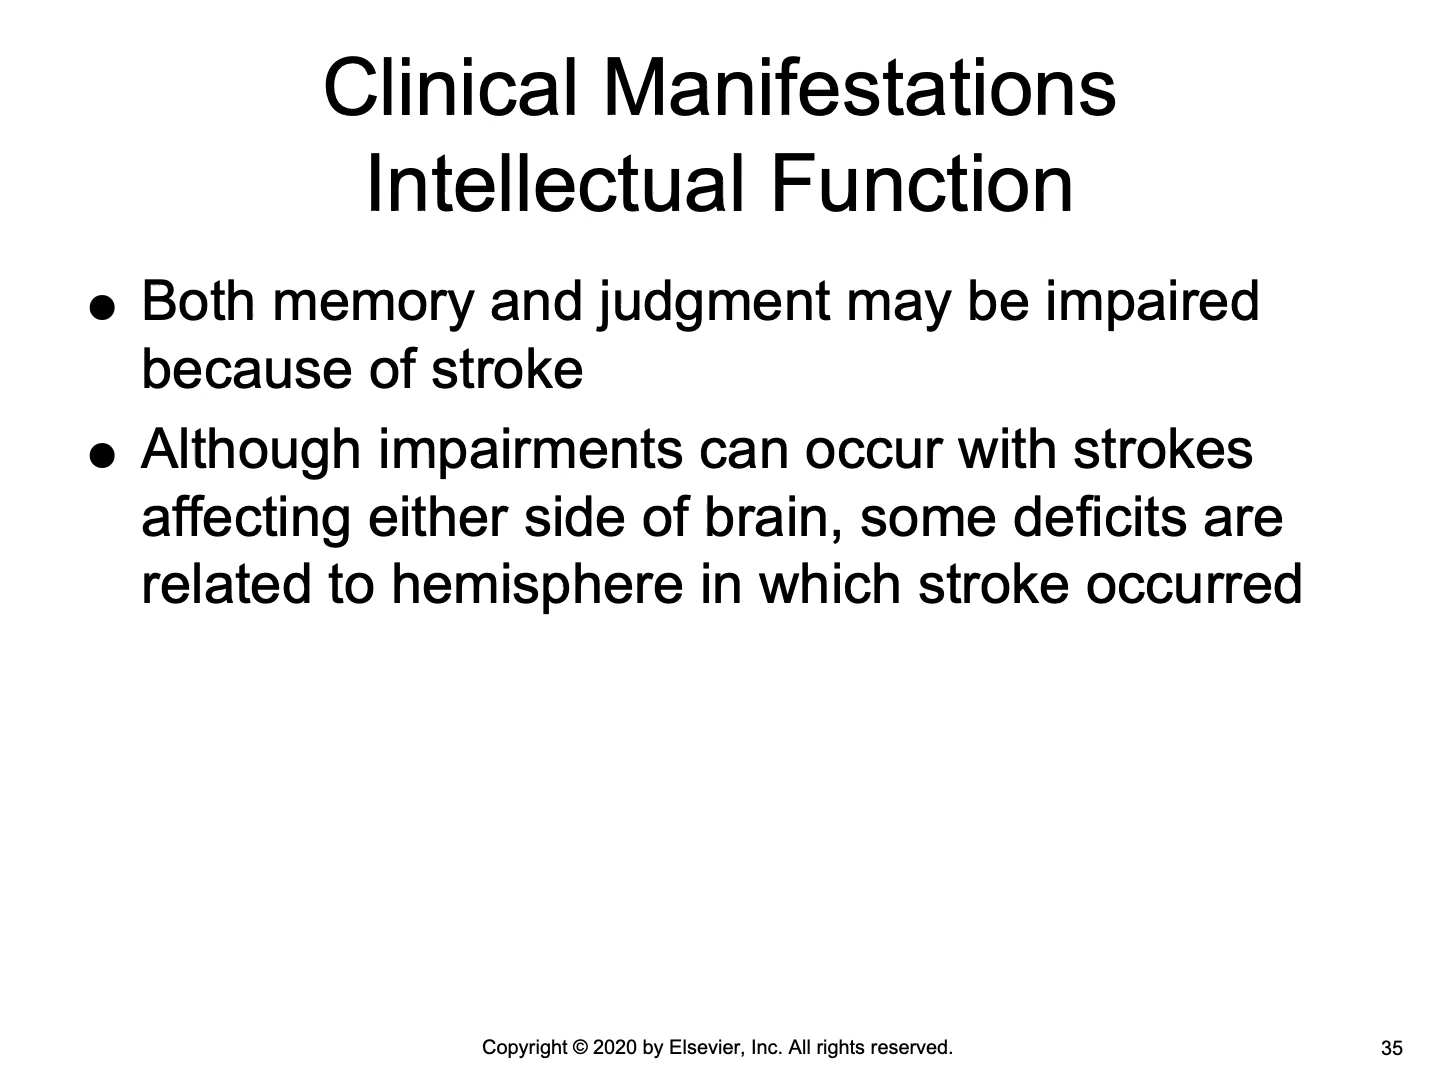 Clinical Manifestations
Intellectual Function
● Both memory and judgment may be impaired
because of stroke
● Although impairments can occur with strokes
affecting either side of brain, some deficits are
related to hemisphere in which stroke occurred
Copyright © 2020 by Elsevier, Inc. All rights reserved.
35